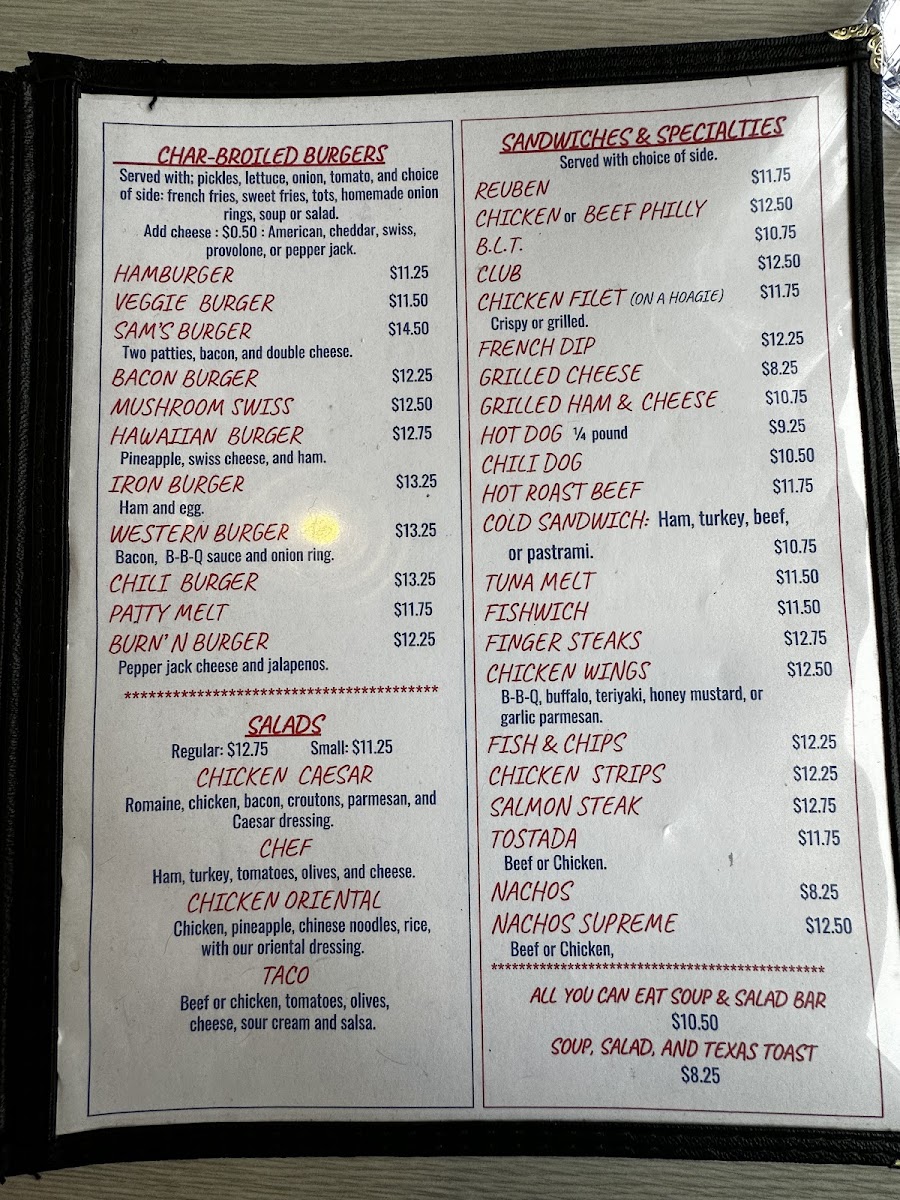 CHAR-BROILED BURGERS
Served with; pickles, lettuce, onion, tomato, and choice
of side: french fries, sweet fries, tots, homemade onion
rings, soup or salad.
Add cheese : $0.50 : American, cheddar, swiss,
provolone, or pepper jack.
HAMBURGER $11.25
VEGGIE BURGER $11.50
SAM'S BURGER $14.50
Two patties, bacon, and double cheese.
BACON BURGER $12.25
MUSHROOM SWISS $12.50
HAWAIIAN BURGER $12.75
Pineapple, swiss cheese, and ham.
IRON BURGER $13.25
Ham and egg.
WESTERN BURGER $13.25
Bacon, B-B-Q sauce and onion ring.
CHILI BURGER $13.25
PATTY MELT $11.75
BURN' N BURGER $12.25
Pepper jack cheese and jalapenos.
***************************************
SALADS
Regular: $12.75 Small: $11.25
CHICKEN CAESAR
Romaine, chicken, bacon, croutons, parmesan, and
Caesar dressing.
CHEF
Ham, turkey, tomatoes, olives, and cheese.
CHICKEN ORIENTAL
Chicken, pineapple, chinese noodles, rice,
with our oriental dressing.
TACO
Beef or chicken, tomatoes, olives,
cheese, sour cream and salsa.
SANDWICHES & SPECIALTIES
Served with choice of side.
REUBEN $11.75
CHICKEN or BEEF PHILLY $12.50
B.L.T. $10.75
CLUB $12.50
CHICKEN FILET (ON A HOAGIE) $11.75
Crispy or grilled.
FRENCH DIP $12.25
GRILLED CHEESE $8.25
GRILLED HAM & CHEESE $10.75
HOT DOG ¼ pound $9.25
CHILI DOG $10.50
HOT ROAST BEEF $11.75
COLD SANDWICH: Ham, turkey, beef,
or pastrami. $10.75
TUNA MELT $11.50
FISHWICH $11.50
FINGER STEAKS $12.75
CHICKEN WINGS $12.50
B-B-Q, buffalo, teriyaki, honey mustard, or
garlic parmesan.
FISH & CHIPS $12.25
CHICKEN STRIPS $12.25
SALMON STEAK $12.75
TOSTADA $11.75
Beef or Chicken.
NACHOS $8.25
NACHOS SUPREME $12.50
Beef or Chicken,
************************************************
ALL YOU CAN EAT SOUP & SALAD BAR
$10.50
SOUP, SALAD, AND TEXAS TOAST
$8.25